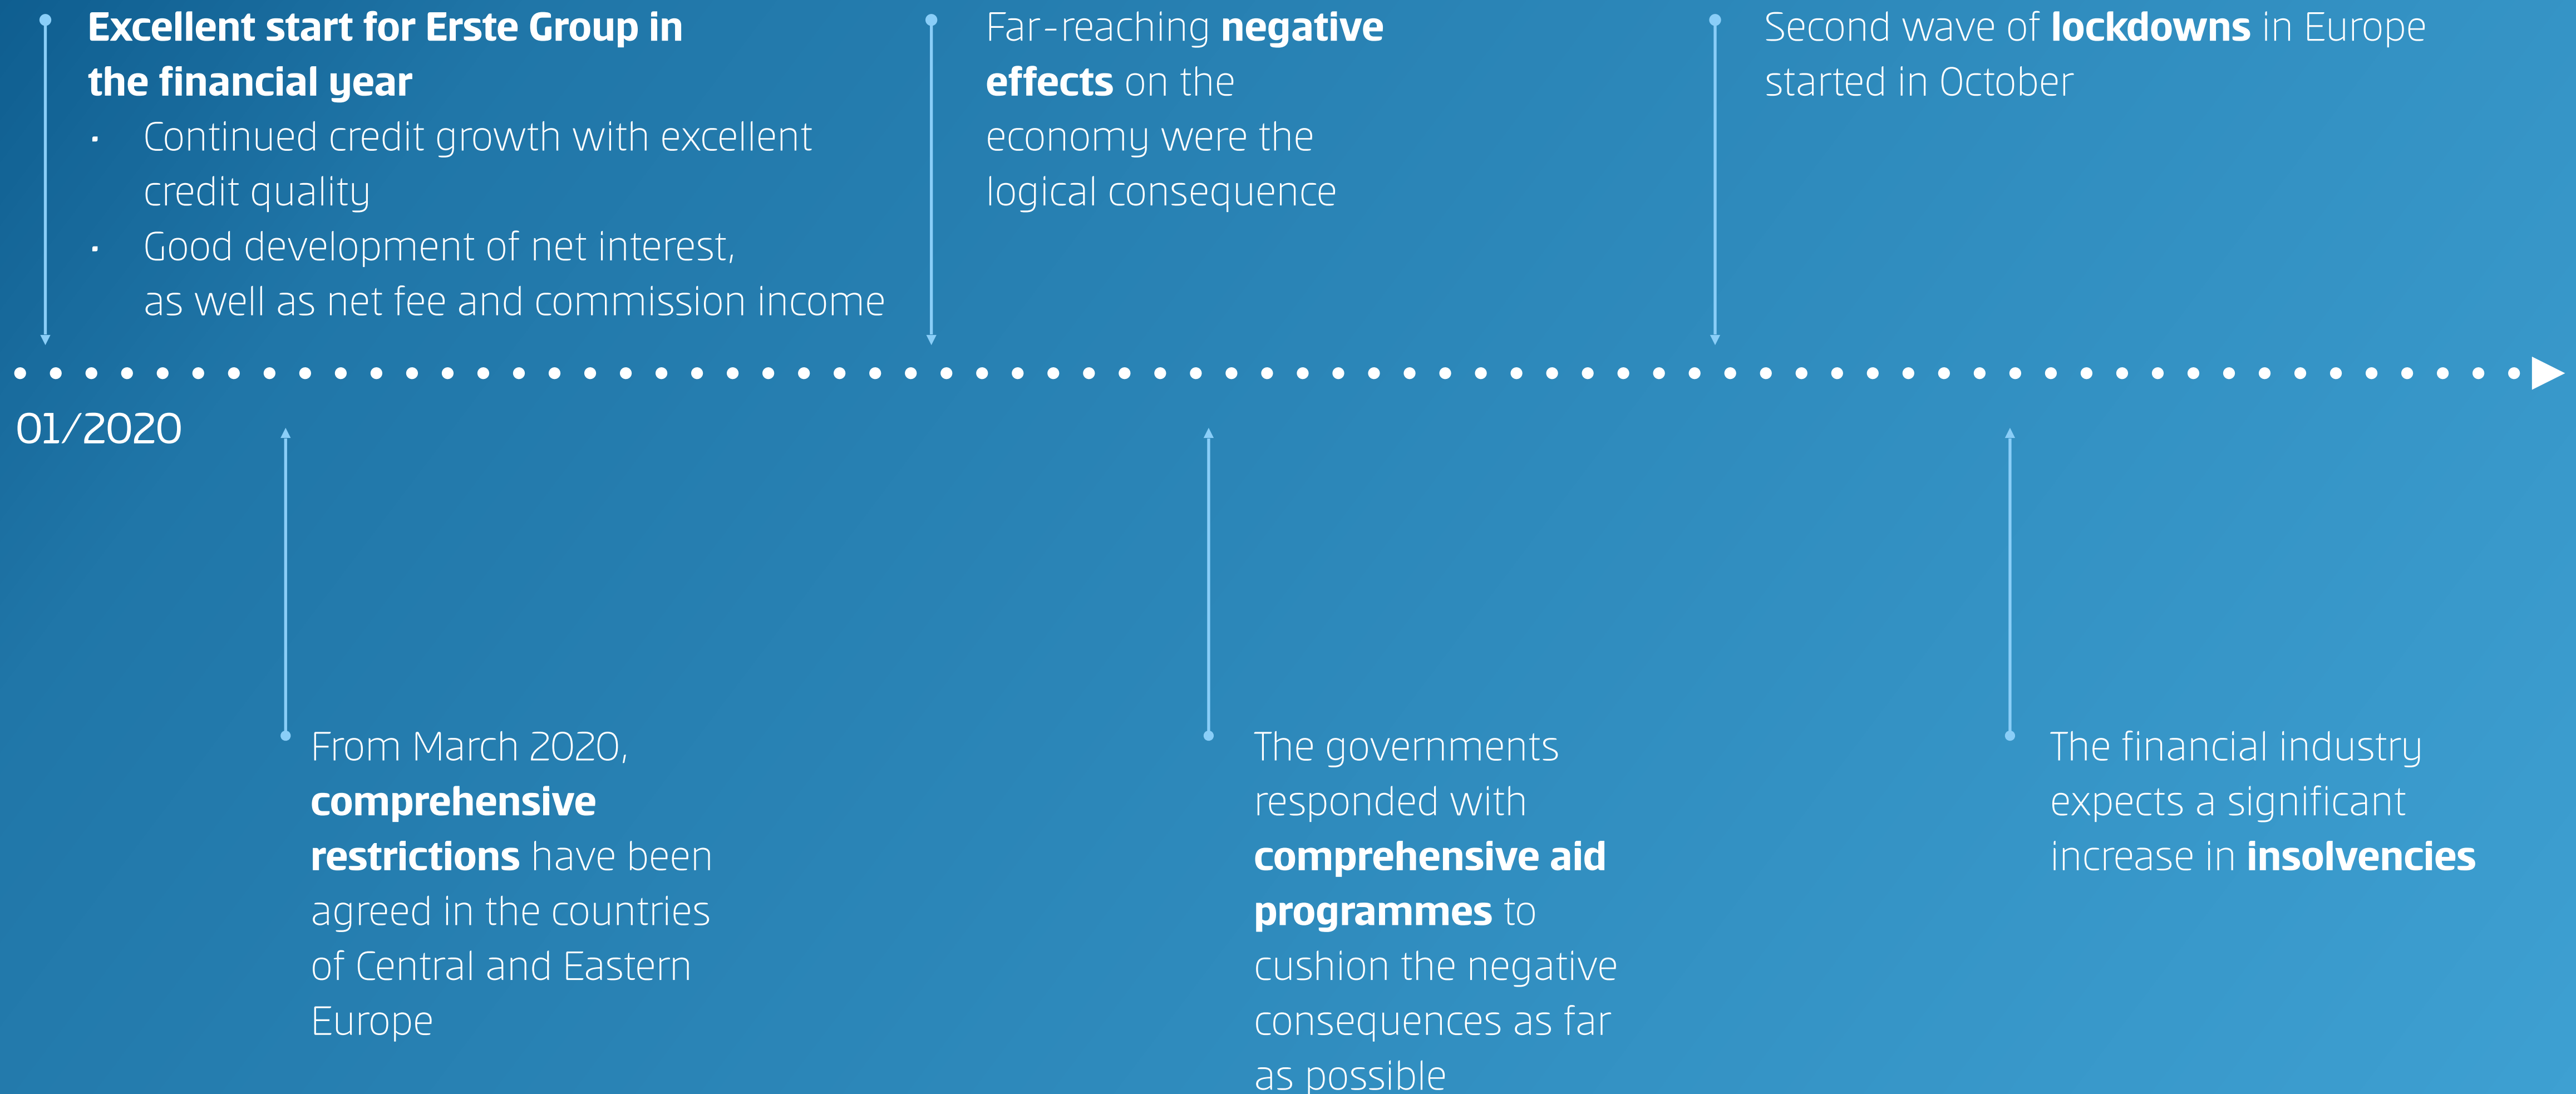 Excellent start for Erste Group in
the financial year
· Continued credit growth with excellent
credit quality
· Good development of net interest,
as well as net fee and commission income
Far-reaching negative
effects on the
economy were the
logical consequence
Second wave of lockdowns in Europe
started in October
01/2020
From March 2020,
comprehensive
restrictions have been
agreed in the countries
of Central and Eastern
Europe
The governments
responded with
comprehensive aid
programmes to
cushion the negative
consequences as far
as possible
The financial industry
expects a significant
increase in insolvencies